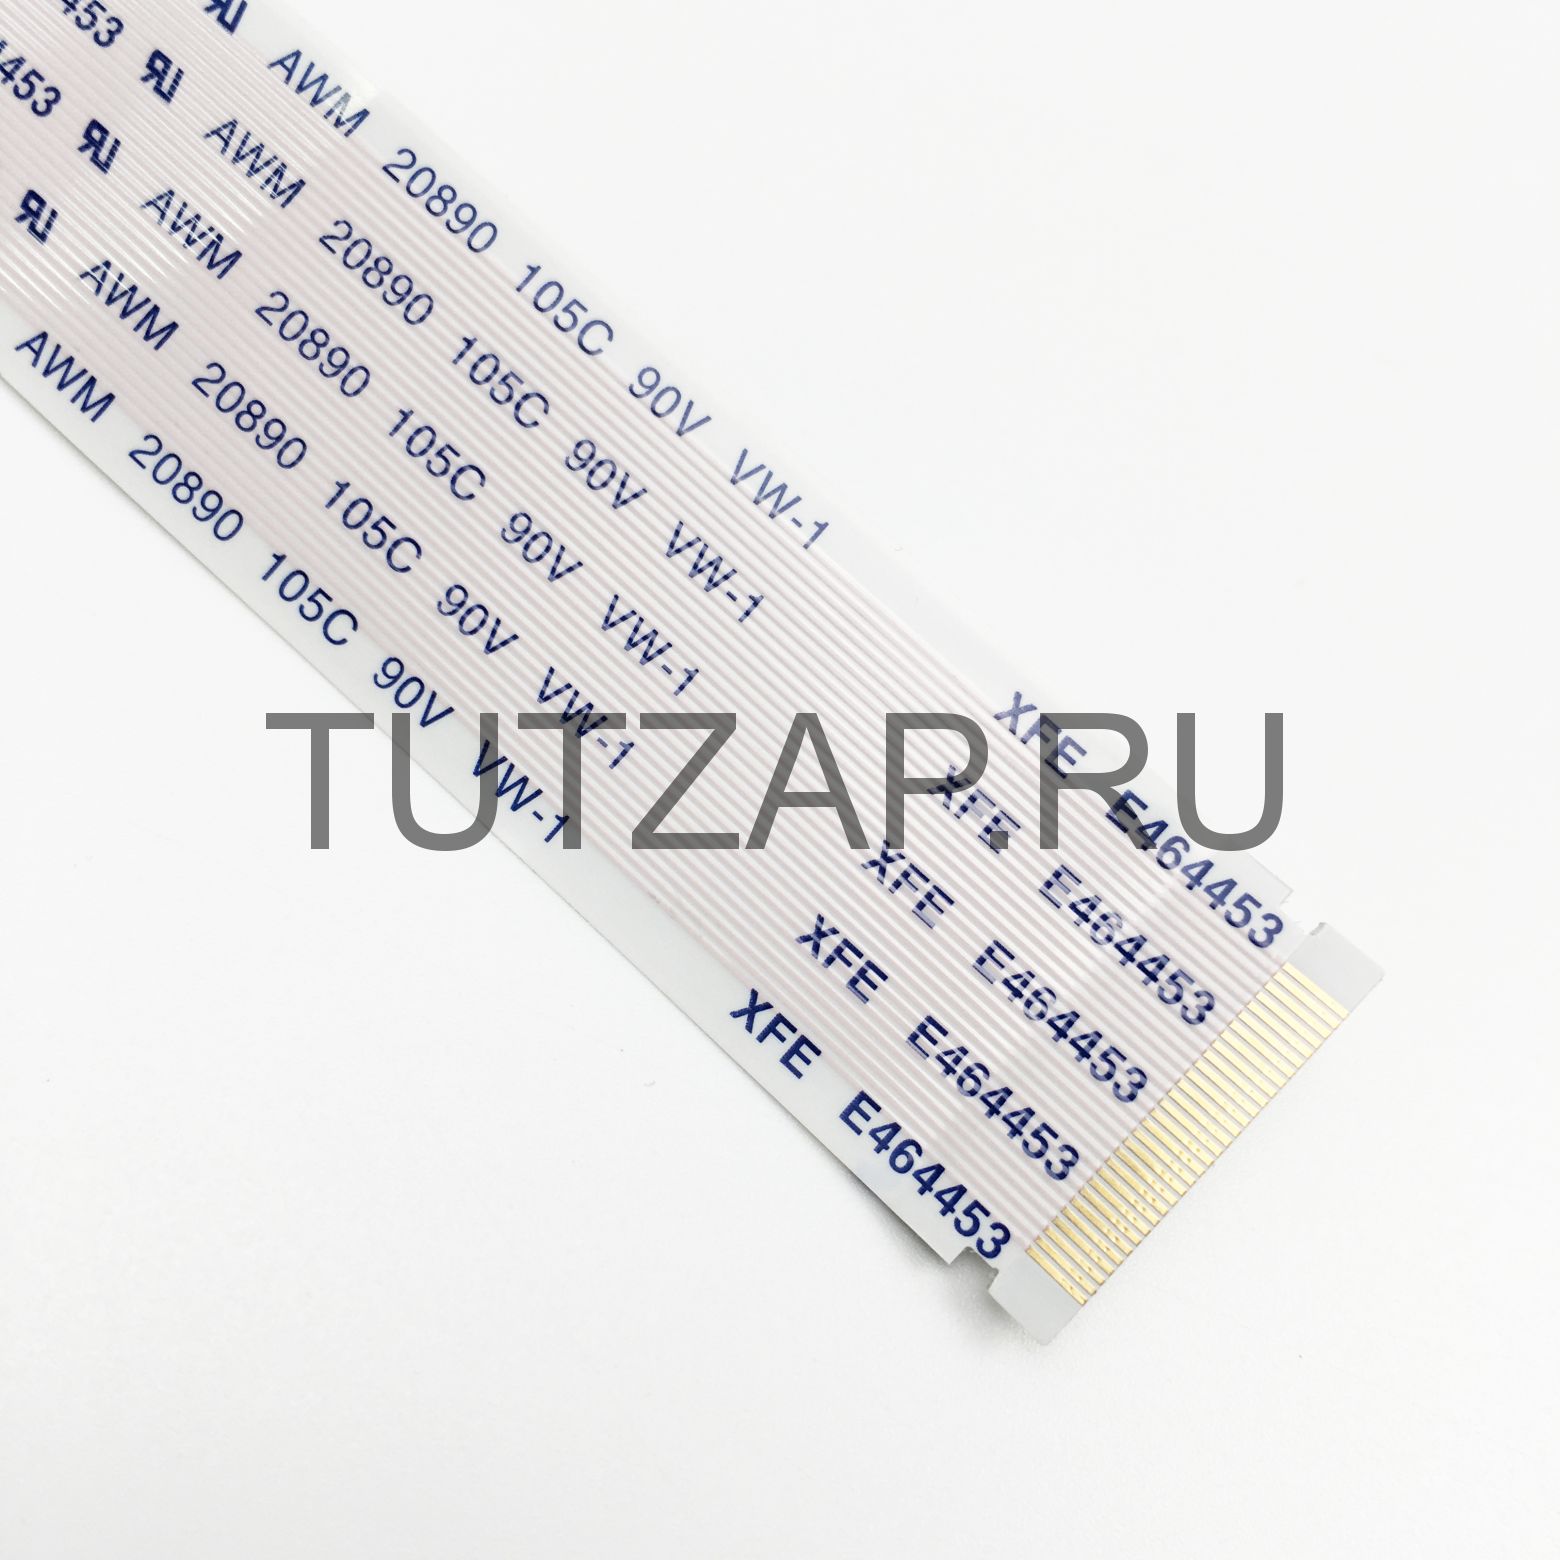 AWM 20890 105C 90V VW-1 XFE E464453
453 AWM 20890 105C 90V VW-1 XFE E464453
4453 AWM 20890 105C 90V VW-1 XFE E464453
AWM 20890 105C 90V VW-1 XFE E464453
AWM 20890 105C 90V VW-1 XFE E464453
TUTZAP.RU